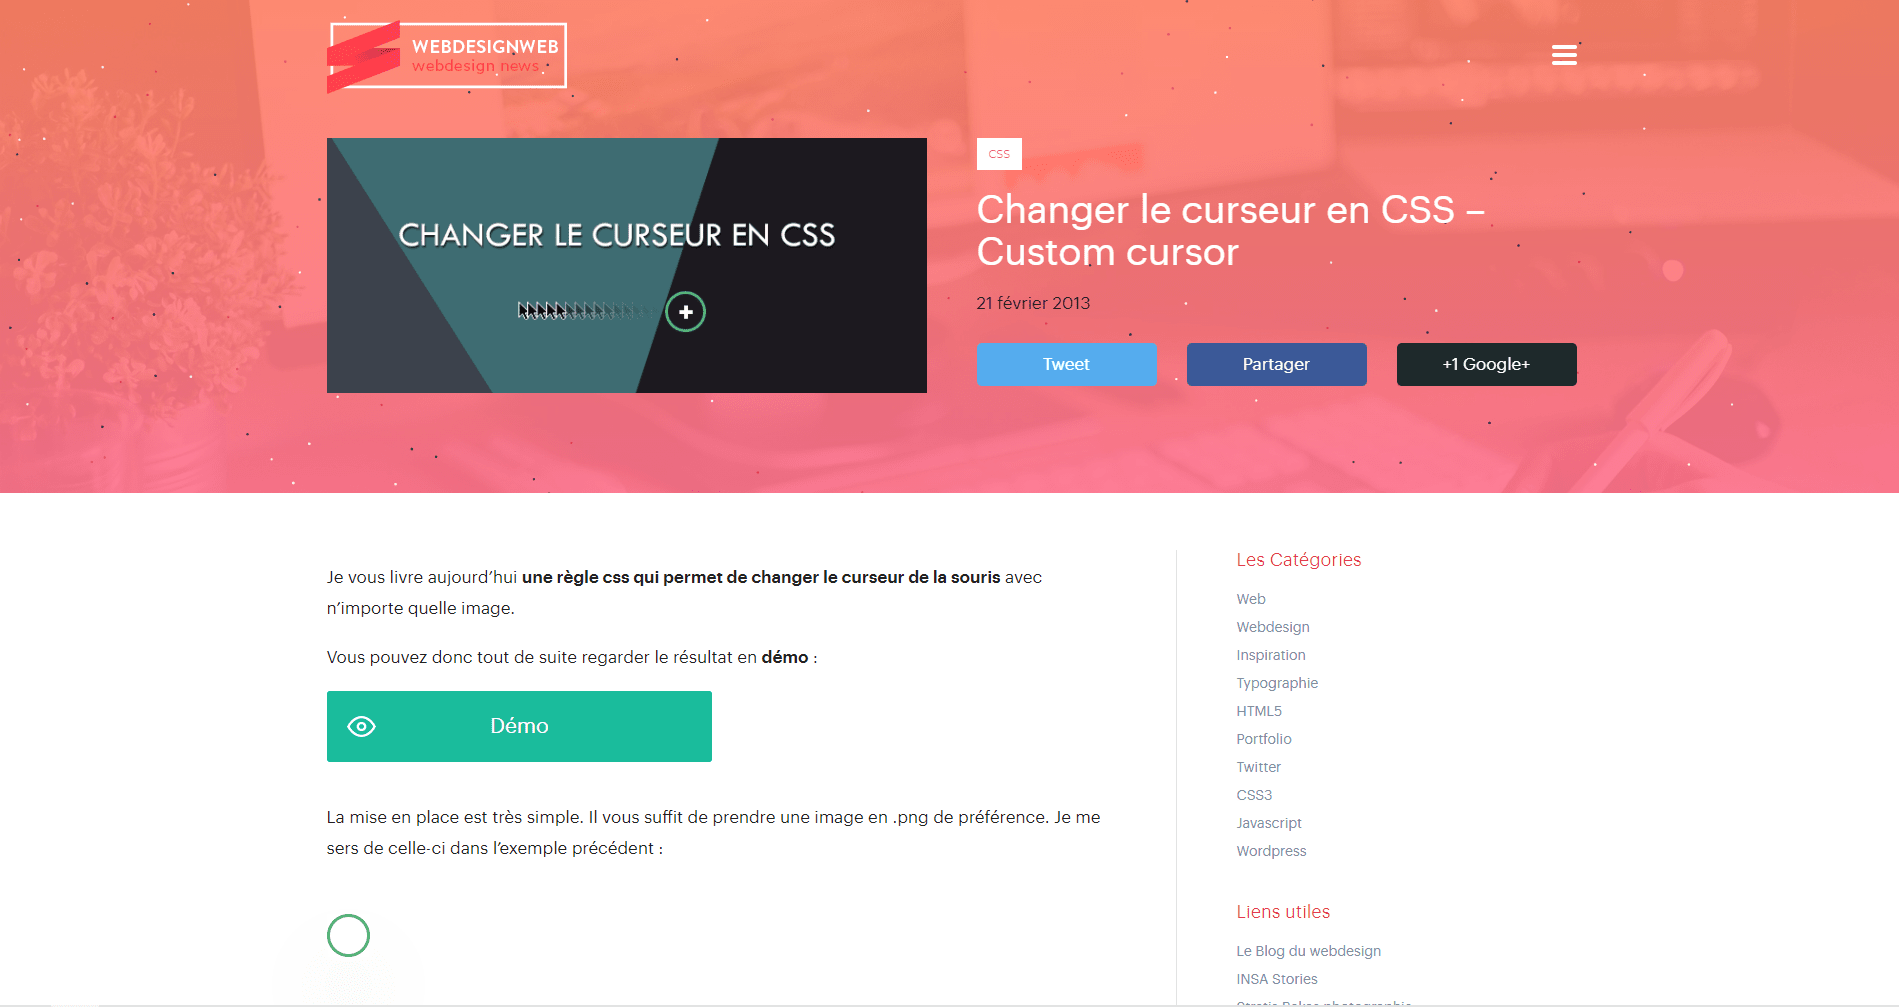 WEBDESIGNWEB
webdesign news
CHANGER LE CURSEUR EN CSS
CSS
Changer le curseur en CSS –
Custom cursor
21 février 2013
Tweet
Partager
+1 Google+
Je vous livre aujourd’hui une règle css qui permet de changer le curseur de la souris avec
n’importe quelle image.
Vous pouvez donc tout de suite regarder le résultat en démo :
Démo
La mise en place est très simple. Il vous suffit de prendre une image en .png de préférence. Je me
sers de celle-ci dans l’exemple précédent :
Les Catégories
Web
Webdesign
Inspiration
Typographie
HTML5
Portfolio
Twitter
CSS3
Javascript
Wordpress
Liens utiles
Le Blog du webdesign
INSA Stories